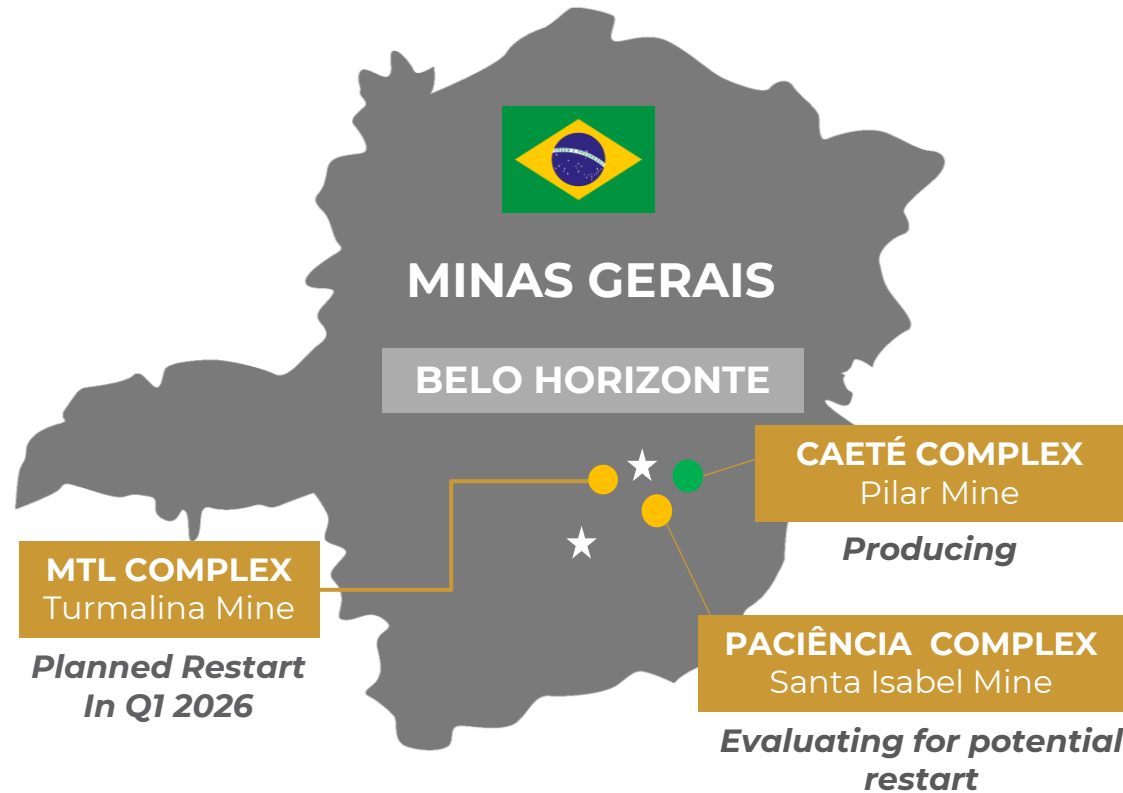 MINAS GERAIS
BELO HORIZONTE
CAETÉ COMPLEX
Pilar Mine
Producing
MTL COMPLEX
Turmalina Mine
Planned Restart
In Q1 2026
PACIÊNCIA COMPLEX
Santa Isabel Mine
Evaluating for potential
restart